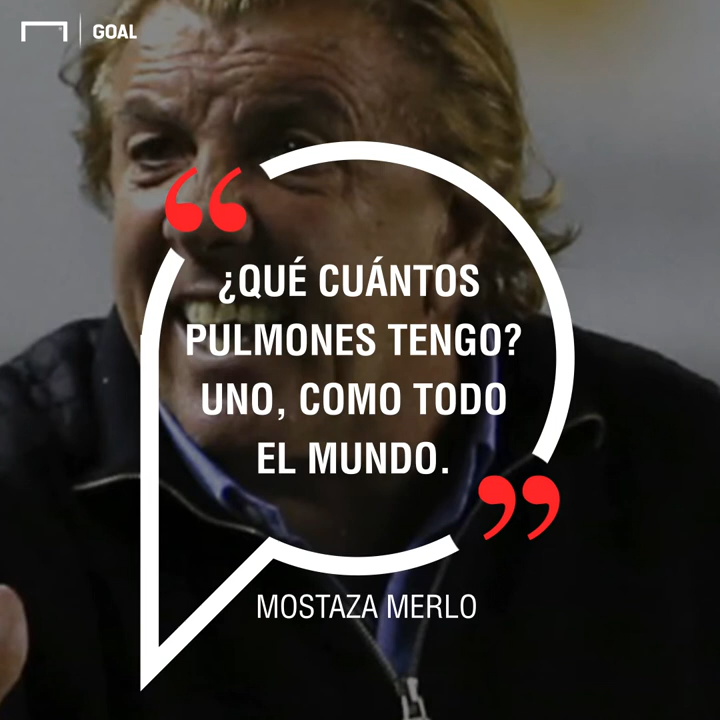 GOAL
“¿QUÉ CUÁNTOS
PULMONES TENGO?
UNO, COMO TODO
EL MUNDO.”
MOSTAZA MERLO